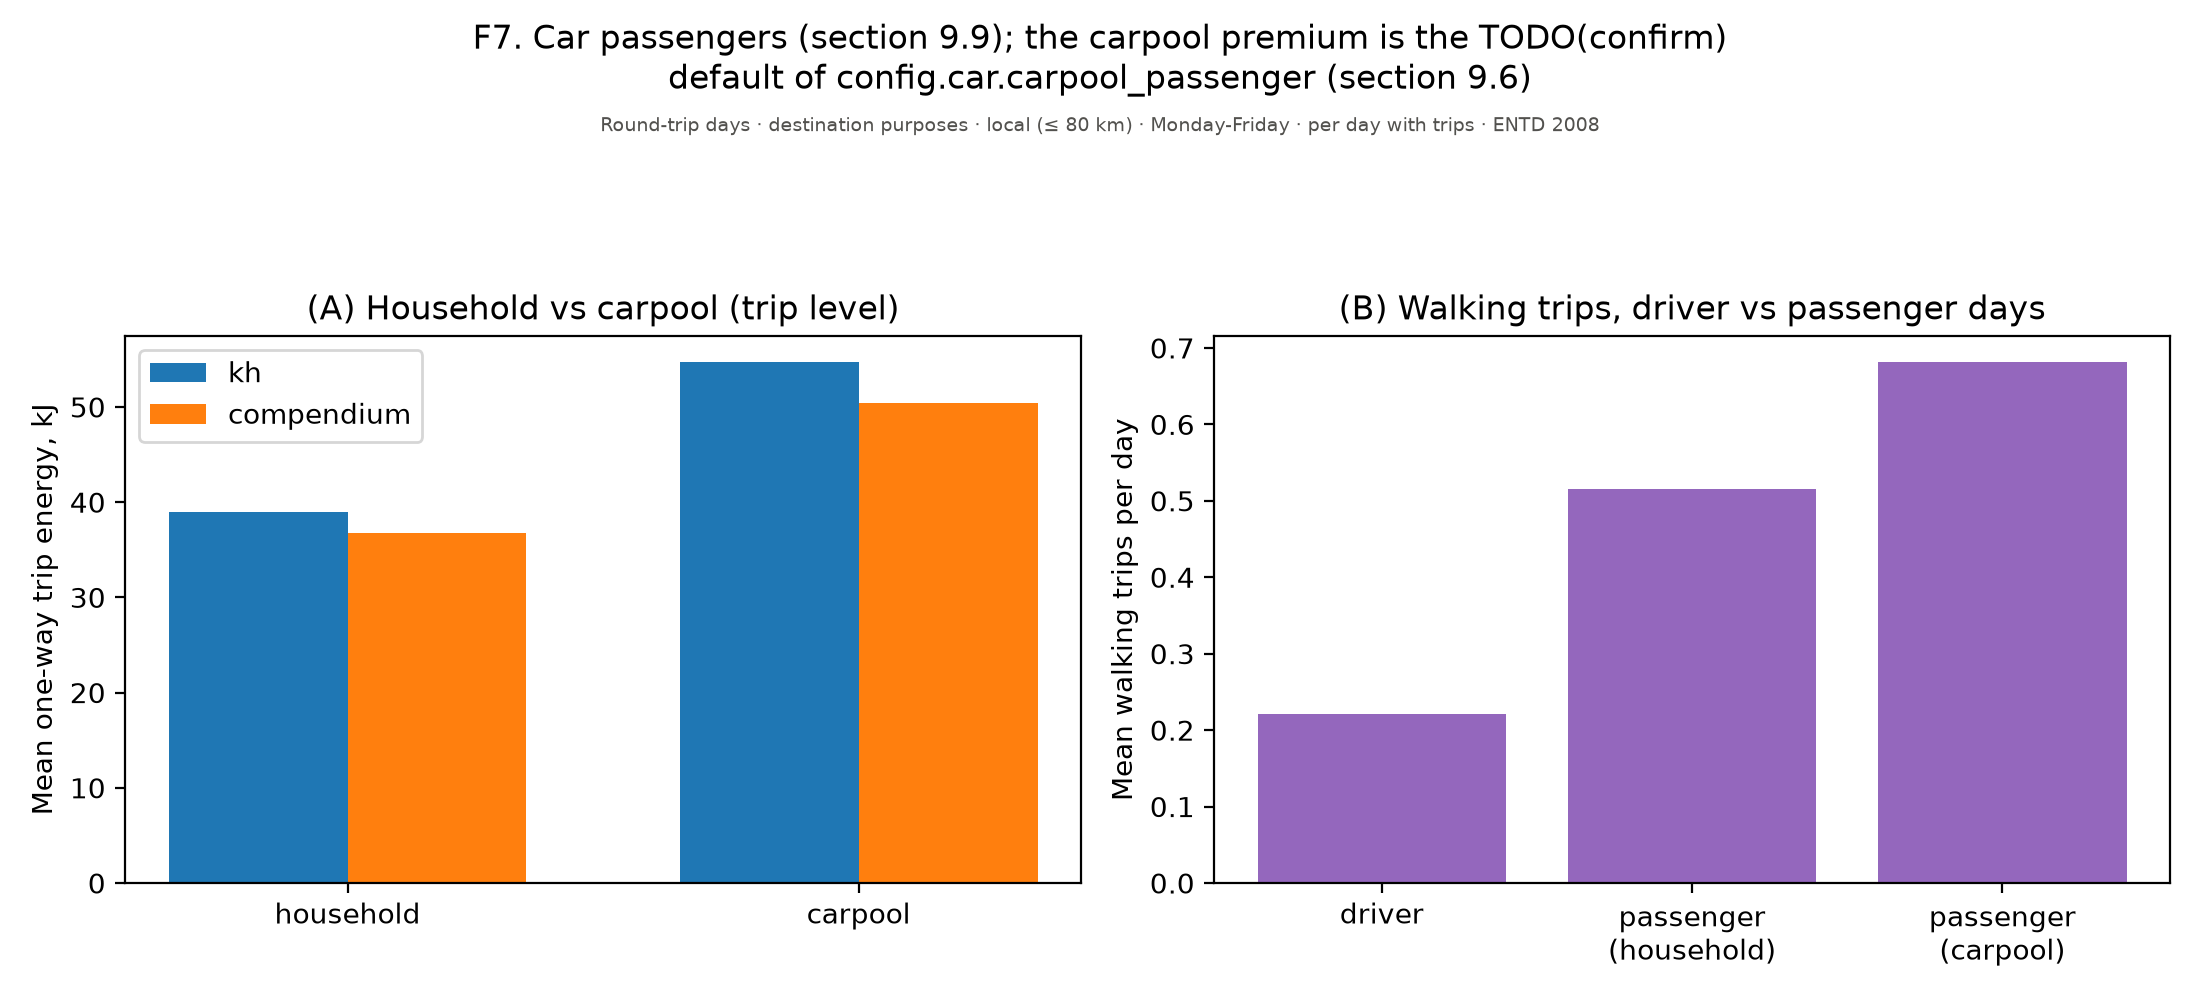 F7. Car passengers (section 9.9); the carpool premium is the TODO(confirm)
default of config.car.carpool_passenger (section 9.6)
Round-trip days · destination purposes · local (≤ 80 km) · Monday-Friday · per day with trips · ENTD 2008
(A) Household vs carpool (trip level)
Mean one-way trip energy, kJ
50
40
30
20
10
0
kh
compendium
household
carpool
(B) Walking trips, driver vs passenger days
Mean walking trips per day
0.7
0.6
0.5
0.4
0.3
0.2
0.1
0.0
driver
passenger
(household)
passenger
(carpool)